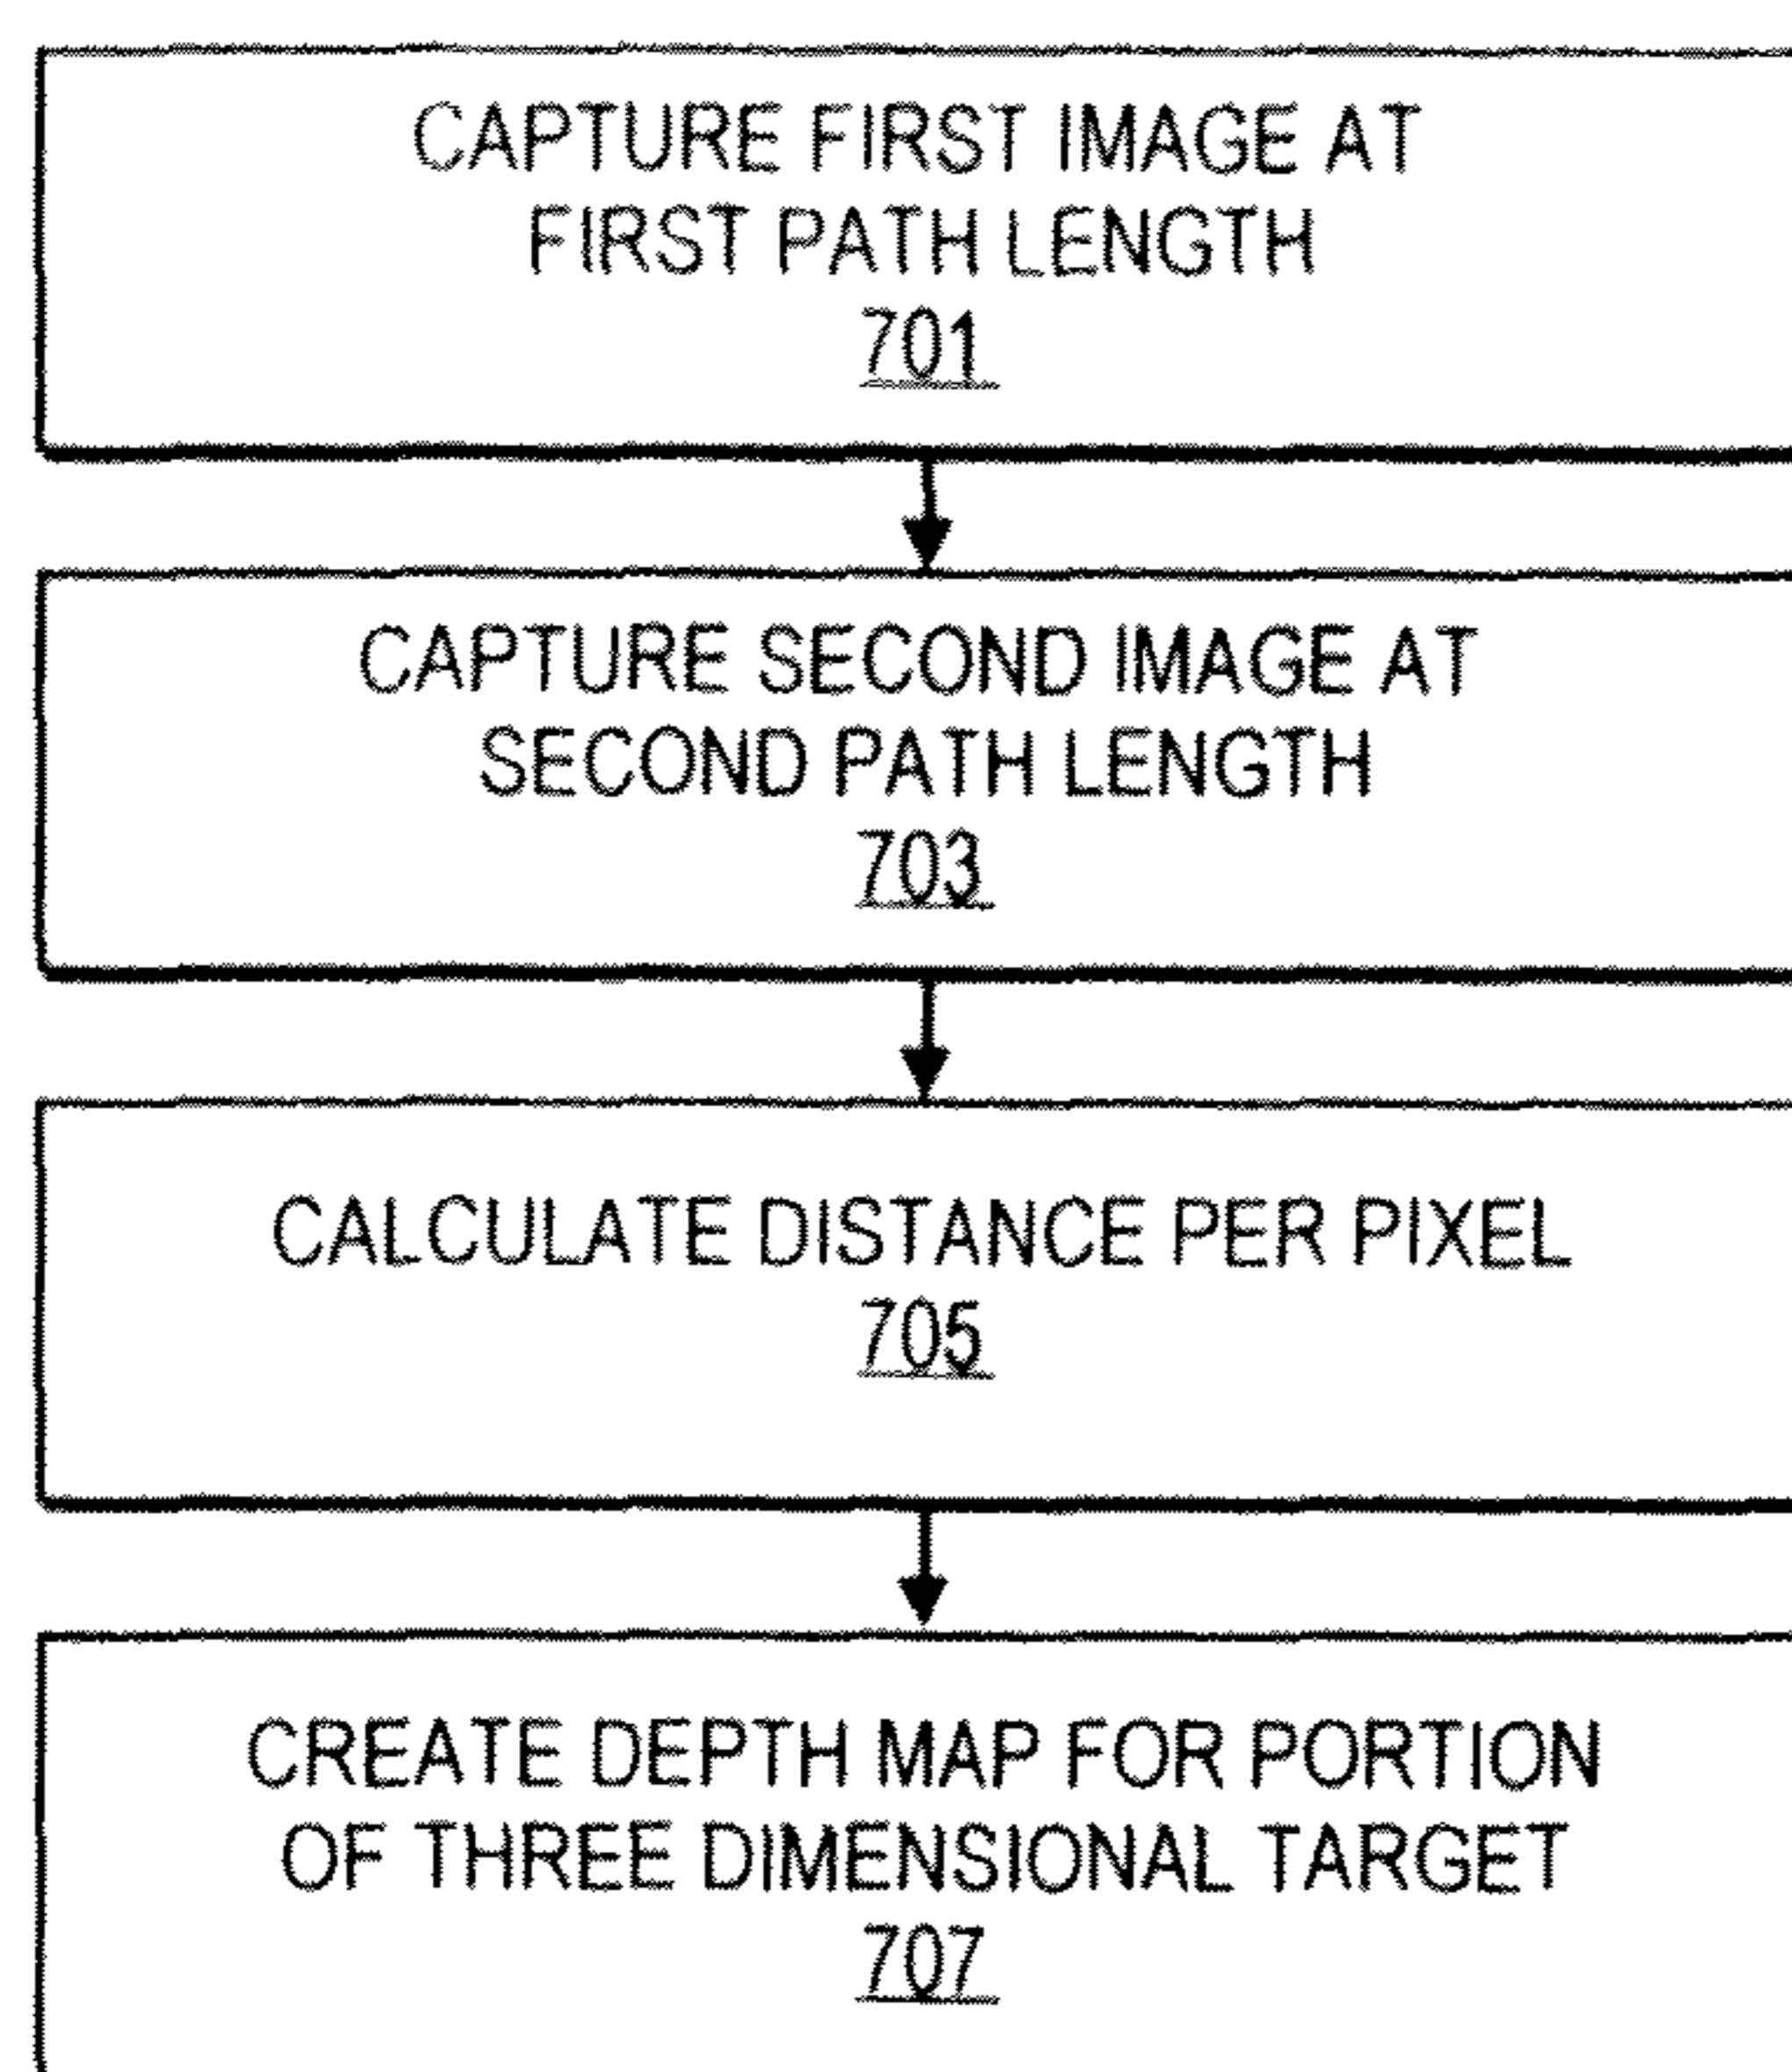 CAPTURE FIRST IMAGE AT
FIRST PATH LENGTH
701
CAPTURE SECOND IMAGE AT
SECOND PATH LENGTH
703
CALCULATE DISTANCE PER PIXEL
705
CREATE DEPTH MAP FOR PORTION
OF THREE DIMENSIONAL TARGET
707